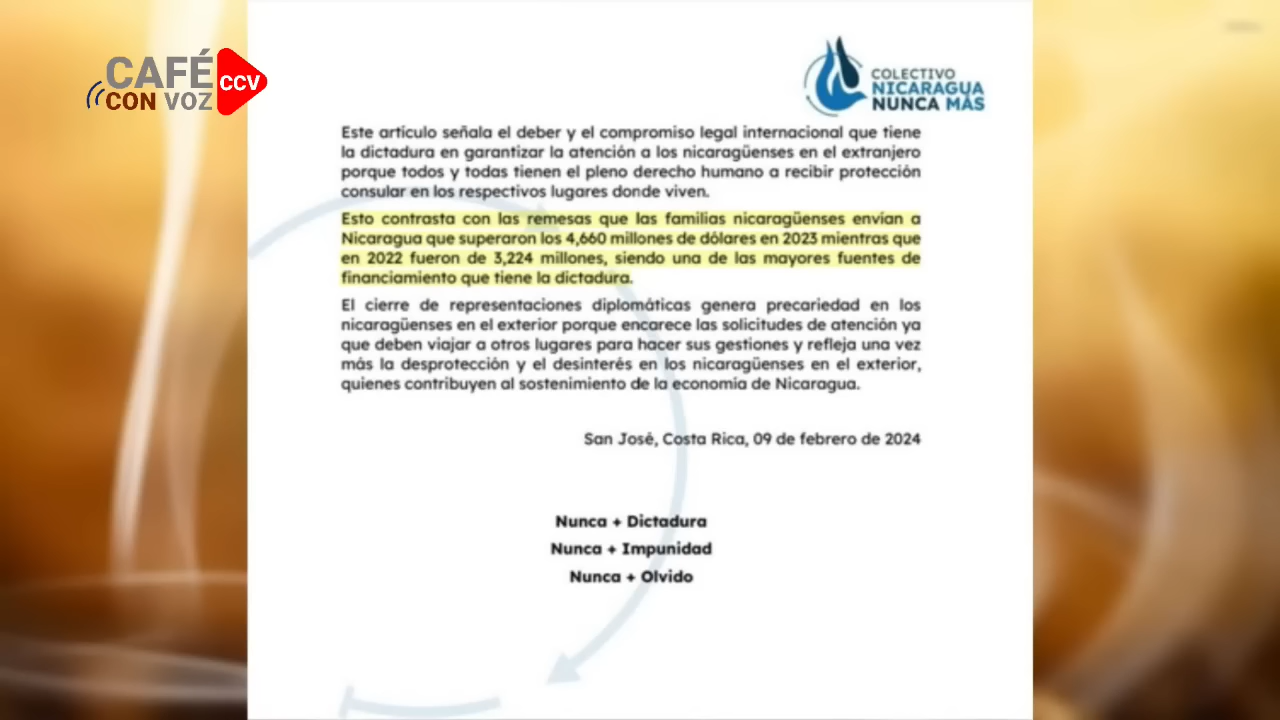 CAFÉ
CON VOZ
CCV
COLECTIVO
NICARAGUA
NUNCA MÁS
Este artículo señala el deber y el compromiso legal internacional que tiene
la dictadura en garantizar la atención a los nicaragüenses en el extranjero
porque todos y todas tienen el pleno derecho humano a recibir protección
consular en los respectivos lugares donde viven.
Esto contrasta con las remesas que las familias nicaragüenses envían a
Nicaragua que superaron los 4,660 millones de dólares en 2023 mientras que
en 2022 fueron de 3,224 millones, siendo una de las mayores fuentes de
financiamiento que tiene la dictadura.
El cierre de representaciones diplomáticas genera precariedad en los
nicaragüenses en el exterior porque encarece las solicitudes de atención ya
que deben viajar a otros lugares para hacer sus gestiones y refleja una vez
más la desprotección y el desinterés en los nicaragüenses en el exterior,
quienes contribuyen al sostenimiento de la economía de Nicaragua.
San José, Costa Rica, 09 de febrero de 2024
Nunca + Dictadura
Nunca + Impunidad
Nunca + Olvido